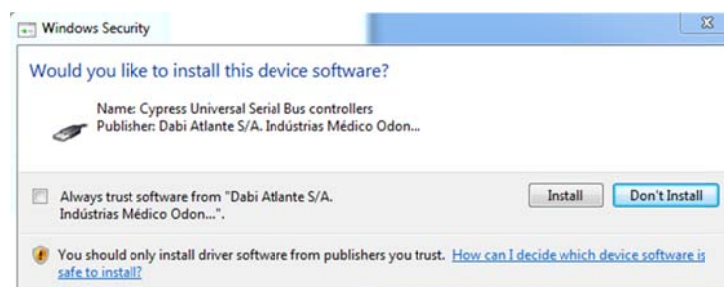 Windows Security
Would you like to install this device software?
Name: Cypress Universal Serial Bus controllers
Publisher: Dabi Atlante S/A. Indústrias Médico Odon...
Always trust software from "Dabi Atlante S/A.
Indústrias Médico Odon...".
Install
Don't Install
You should only install driver software from publishers you trust. How can I decide which device software is
safe to install?